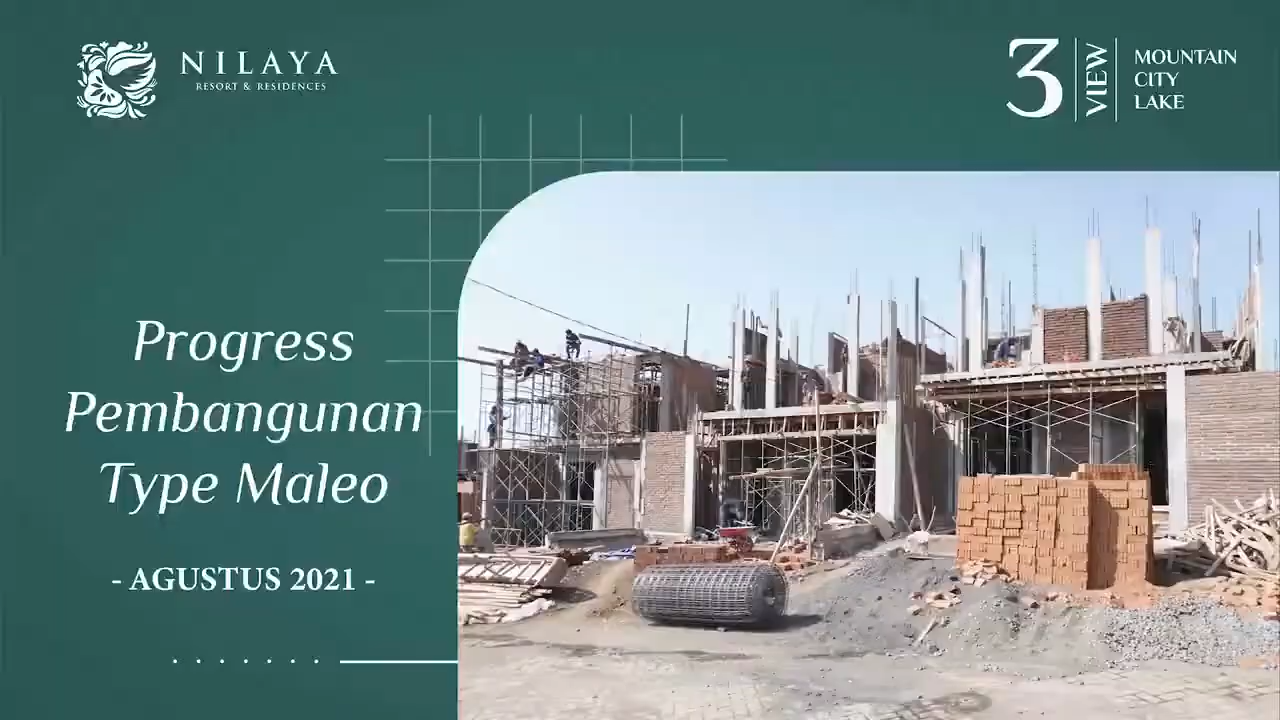 NILAYA
RESORT & RESIDENCES
3
VIEW
MOUNTAIN
CITY
LAKE
Progress
Pembangunan
Type Maleo
- AGUSTUS 2021 -